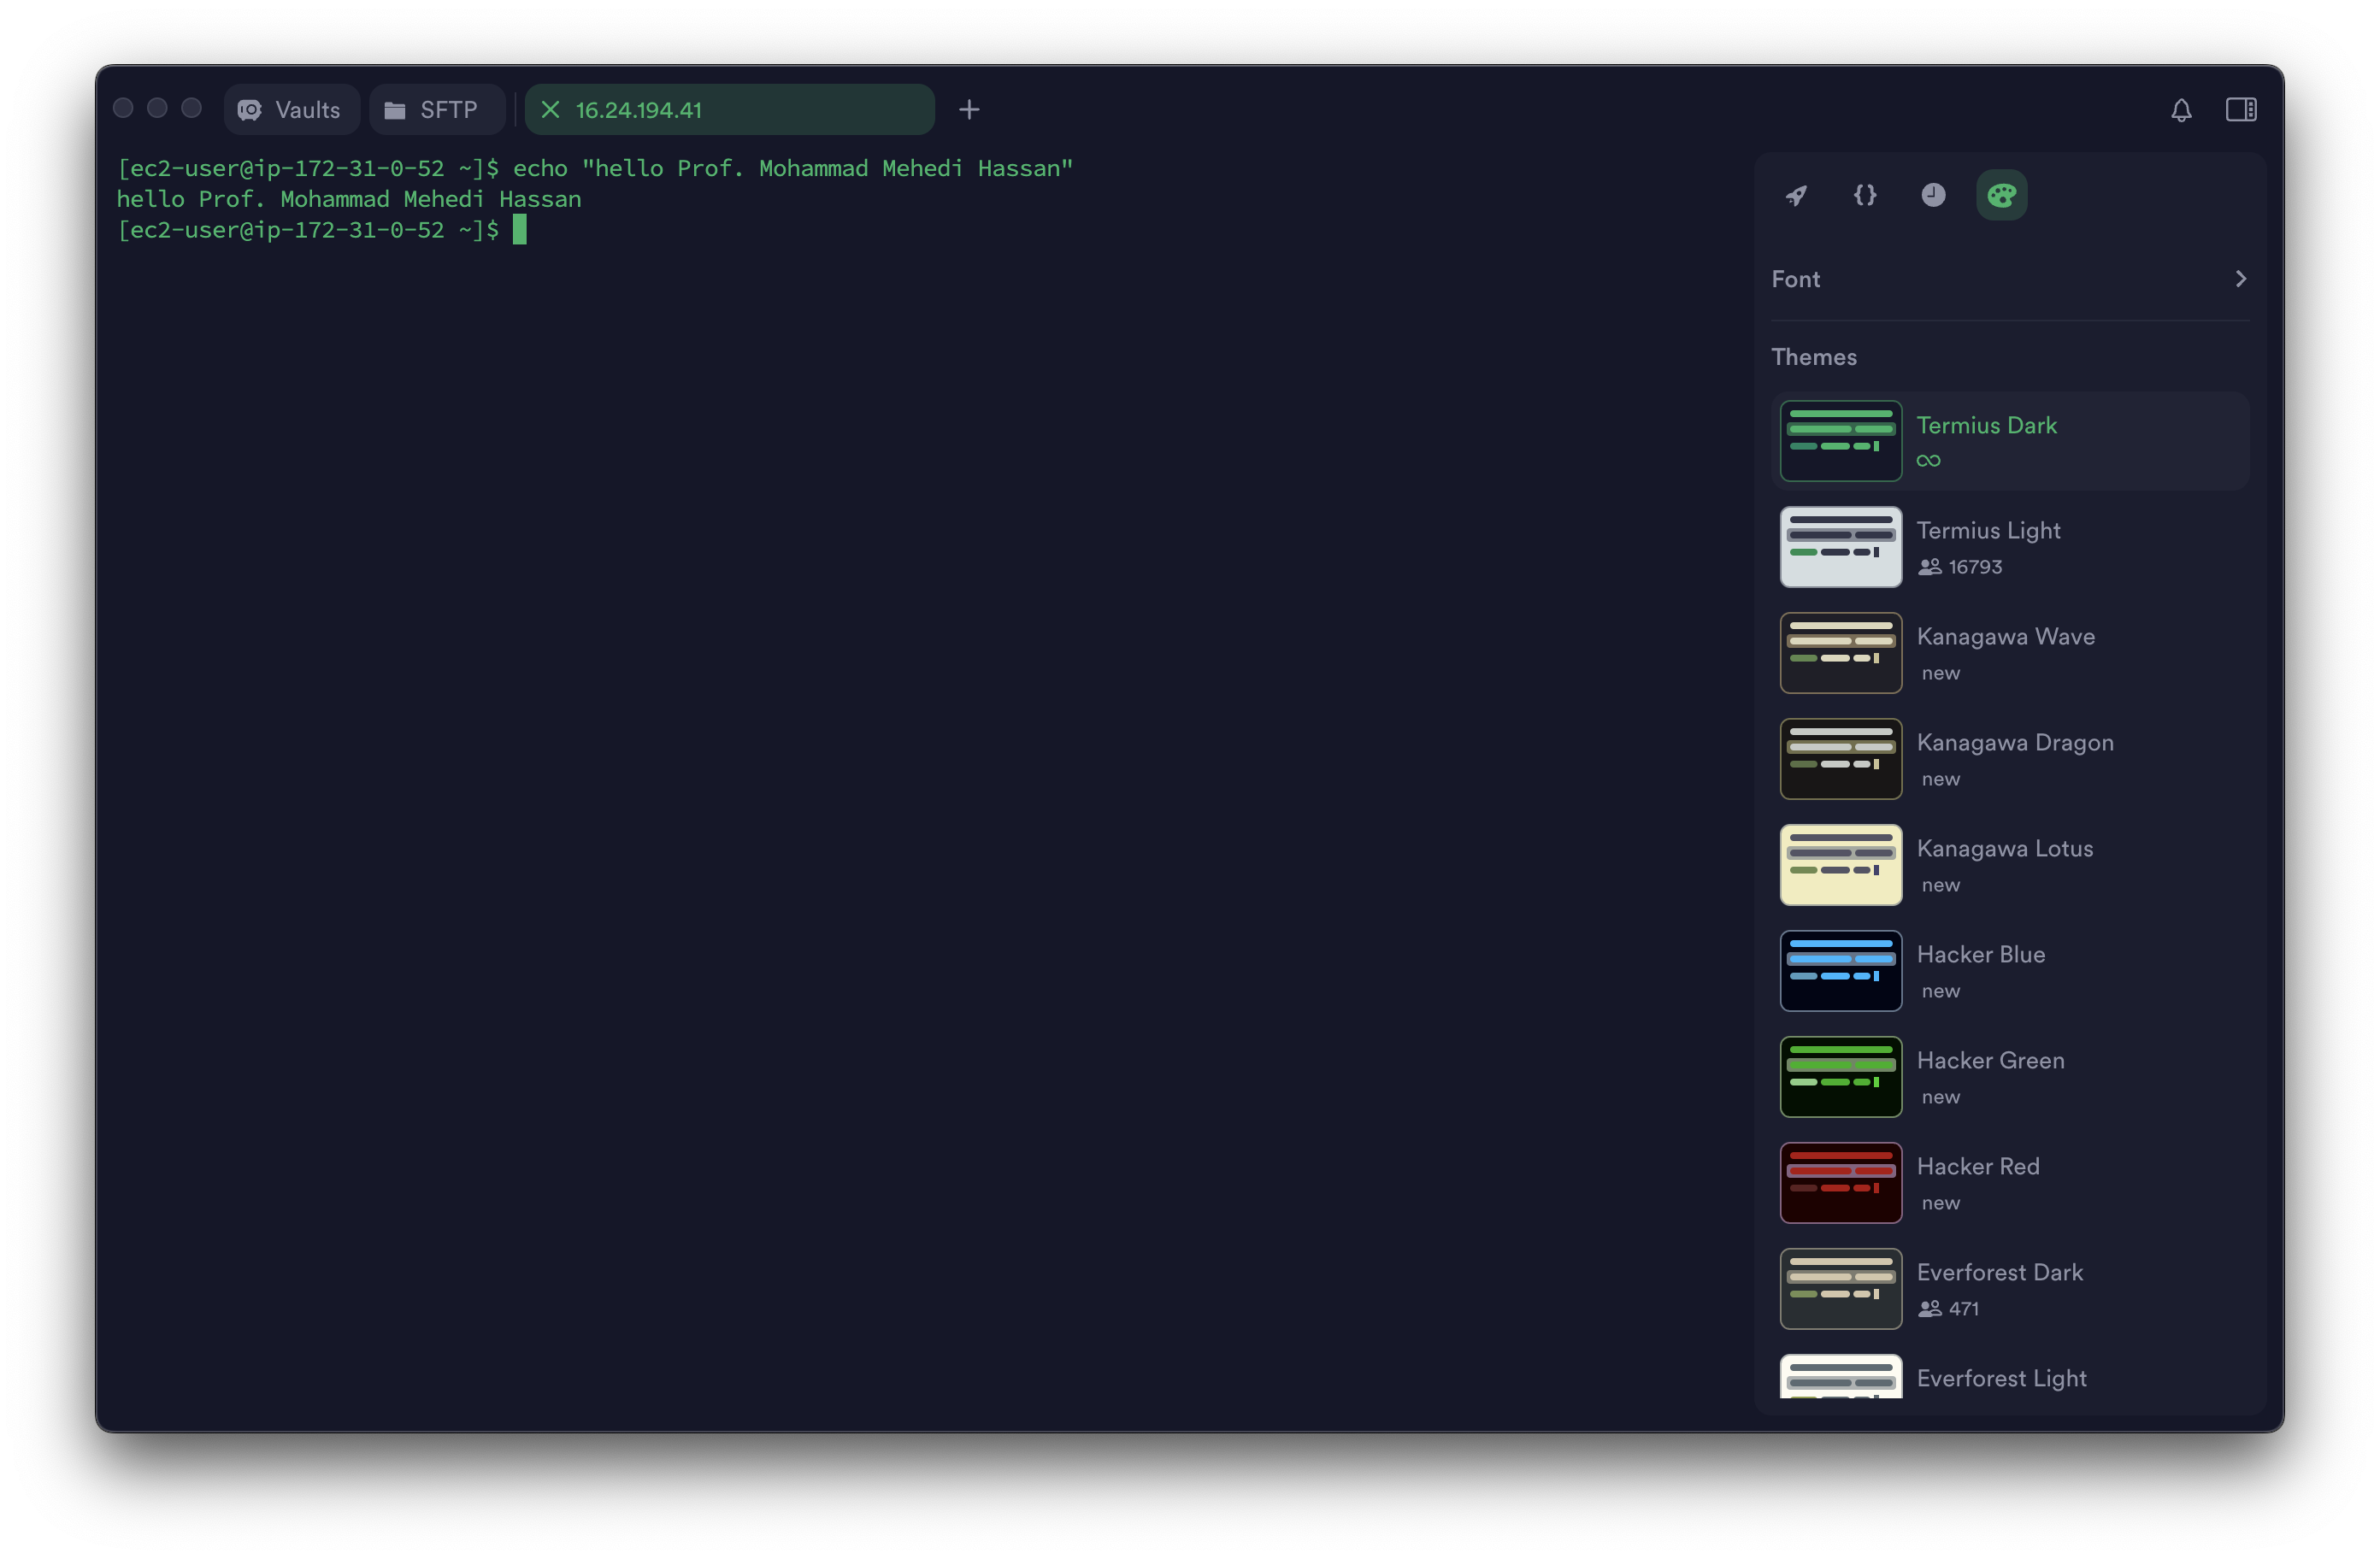 Vaults
SFTP
16.24.194.41
[ec2-user@ip-172-31-0-52 ~]$ echo "hello Prof. Mohammad Mehedi Hassan"
hello Prof. Mohammad Mehedi Hassan
[ec2-user@ip-172-31-0-52 ~]$
{}
Font
Themes
Termius Dark
∞
Termius Light
16793
Kanagawa Wave
new
Kanagawa Dragon
new
Kanagawa Lotus
new
Hacker Blue
new
Hacker Green
new
Hacker Red
new
Everforest Dark
471
Everforest Light